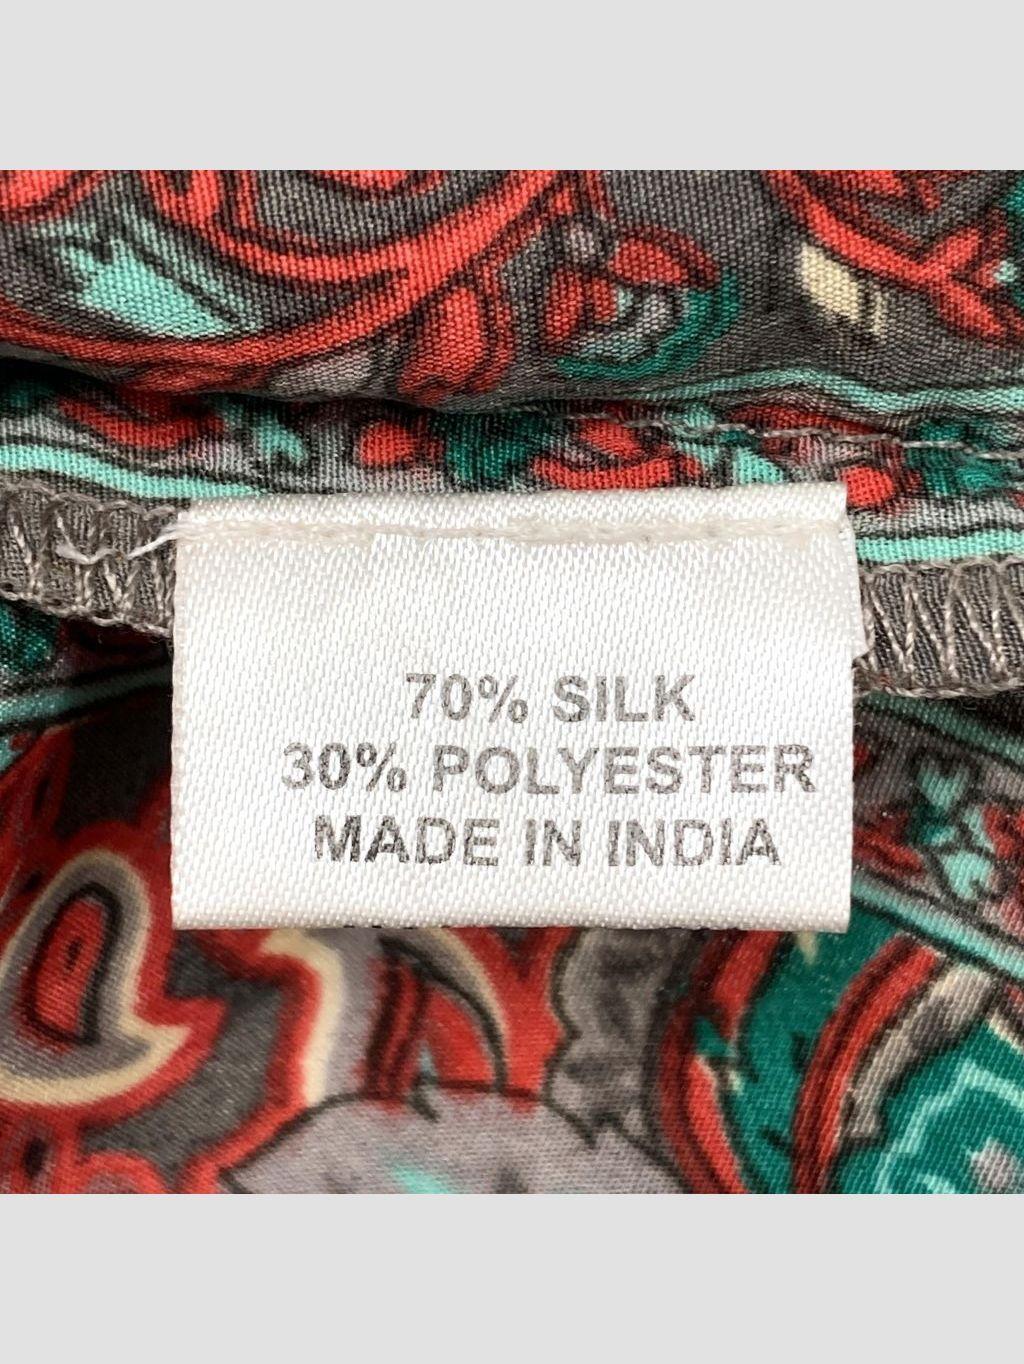 70% SILK
30% POLYESTER
MADE IN INDIA